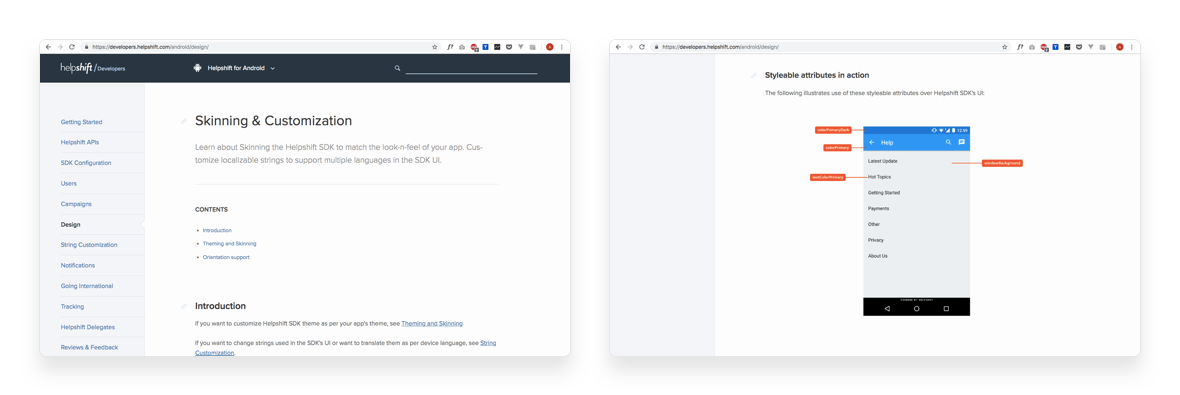 https://developers.helpshift.com/android/design/
helpshift / Developers
Helpshift for Android
Getting Started
Helpshift APIs
SDK Configuration
Users
Campaigns
Design
String Customization
Notifications
Going International
Tracking
Helpshift Delegates
Reviews & Feedback
Skinning & Customization
Learn about Skinning the Helpshift SDK to match the look-n-feel of your app. Cus-
tomize localizable strings to support multiple languages in the SDK UI.
CONTENTS
Introduction
Theming and Skinning
Orientation support
Introduction
If you want to customize Helpshift SDK theme as per your app's theme, see Theming and Skinning
If you want to change strings used in the SDK's UI or want to translate them as per device language, see String
Customization.
https://developers.helpshift.com/android/design/
Styleable attributes in action
The following illustrates use of these styleable attributes over Helpshift SDK's UI:
colorPrimaryDark
12:59
colorPrimary
Help
Latest Update
windowBackground
textColorPrimary
Hot Topics
Getting Started
Payments
Other
Privacy
About Us